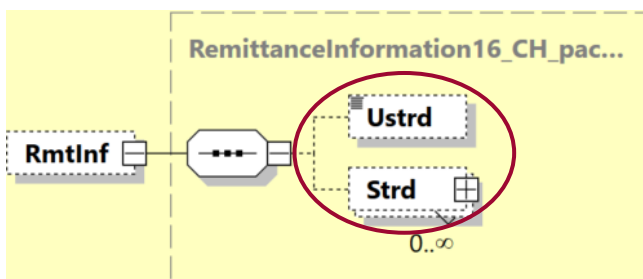 RemittanceInformation16_CH_pac...
Ustrd
RmtInf
Strd
0..∞